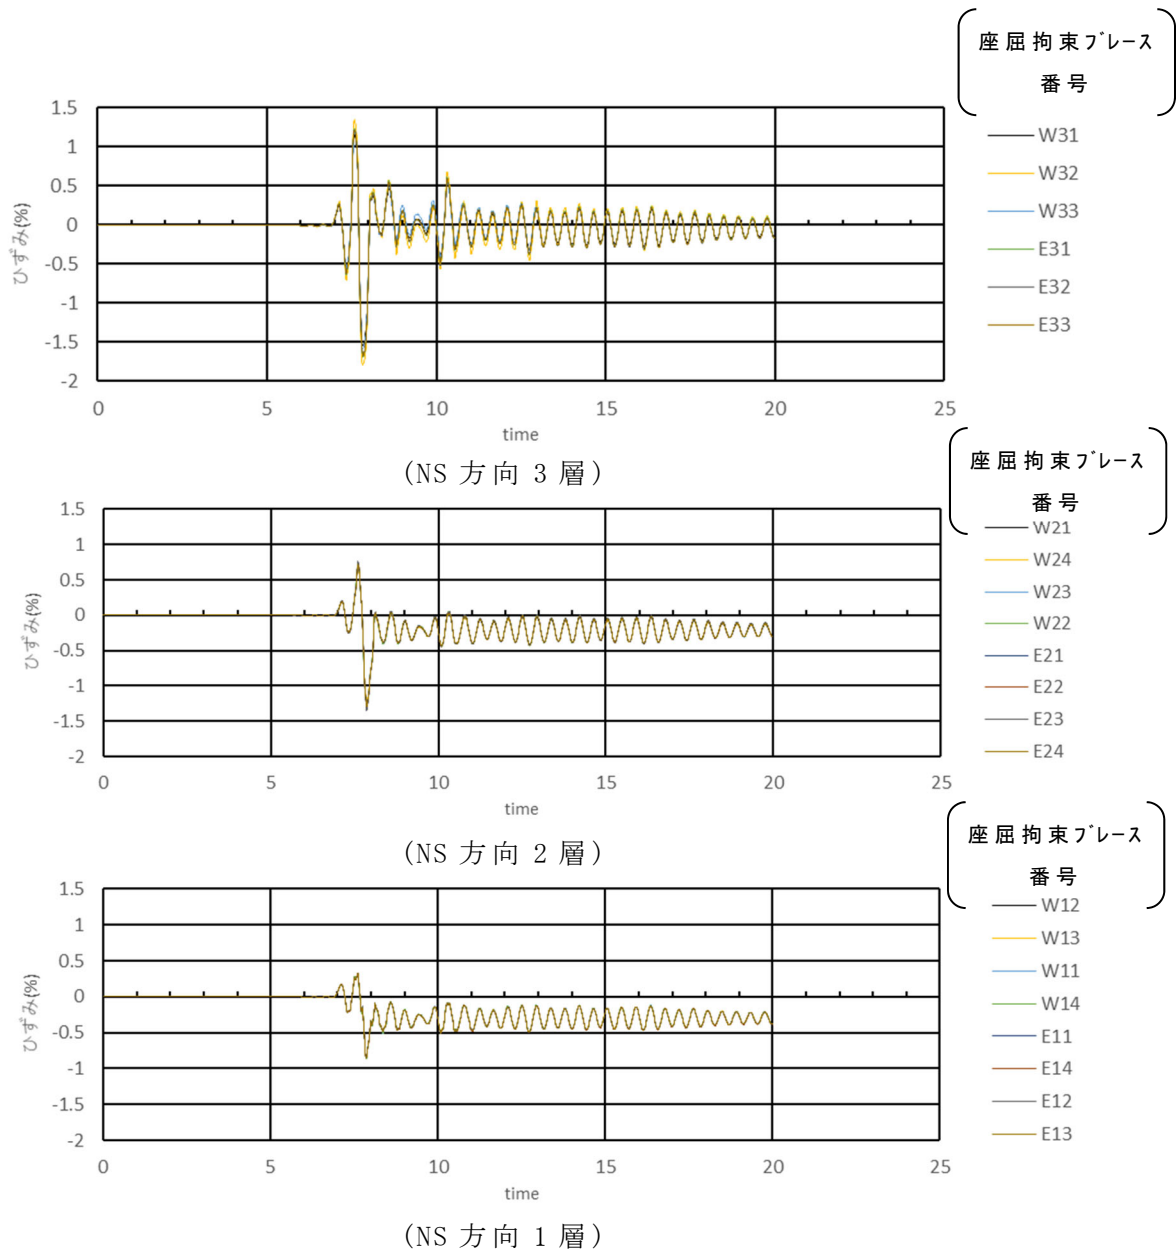 座屈拘束ﾌﾞﾚｰｽ
番号
1.5
1
0.5
0
-0.5
-1
-1.5
-2
ひずみ(%)
0
5
10
15
20
25
time
W31
W32
W33
E31
E32
E33
(NS 方向 3 層)
座屈拘束ﾌﾞﾚｰｽ
番号
1.5
1
0.5
0
-0.5
-1
-1.5
-2
ひずみ(%)
0
5
10
15
20
25
time
W21
W24
W23
W22
E21
E22
E23
E24
(NS 方向 2 層)
座屈拘束ﾌﾞﾚｰｽ
番号
1.5
1
0.5
0
-0.5
-1
-1.5
-2
ひずみ(%)
0
5
10
15
20
25
time
W12
W13
W11
W14
E11
E14
E12
E13
(NS 方向 1 層)